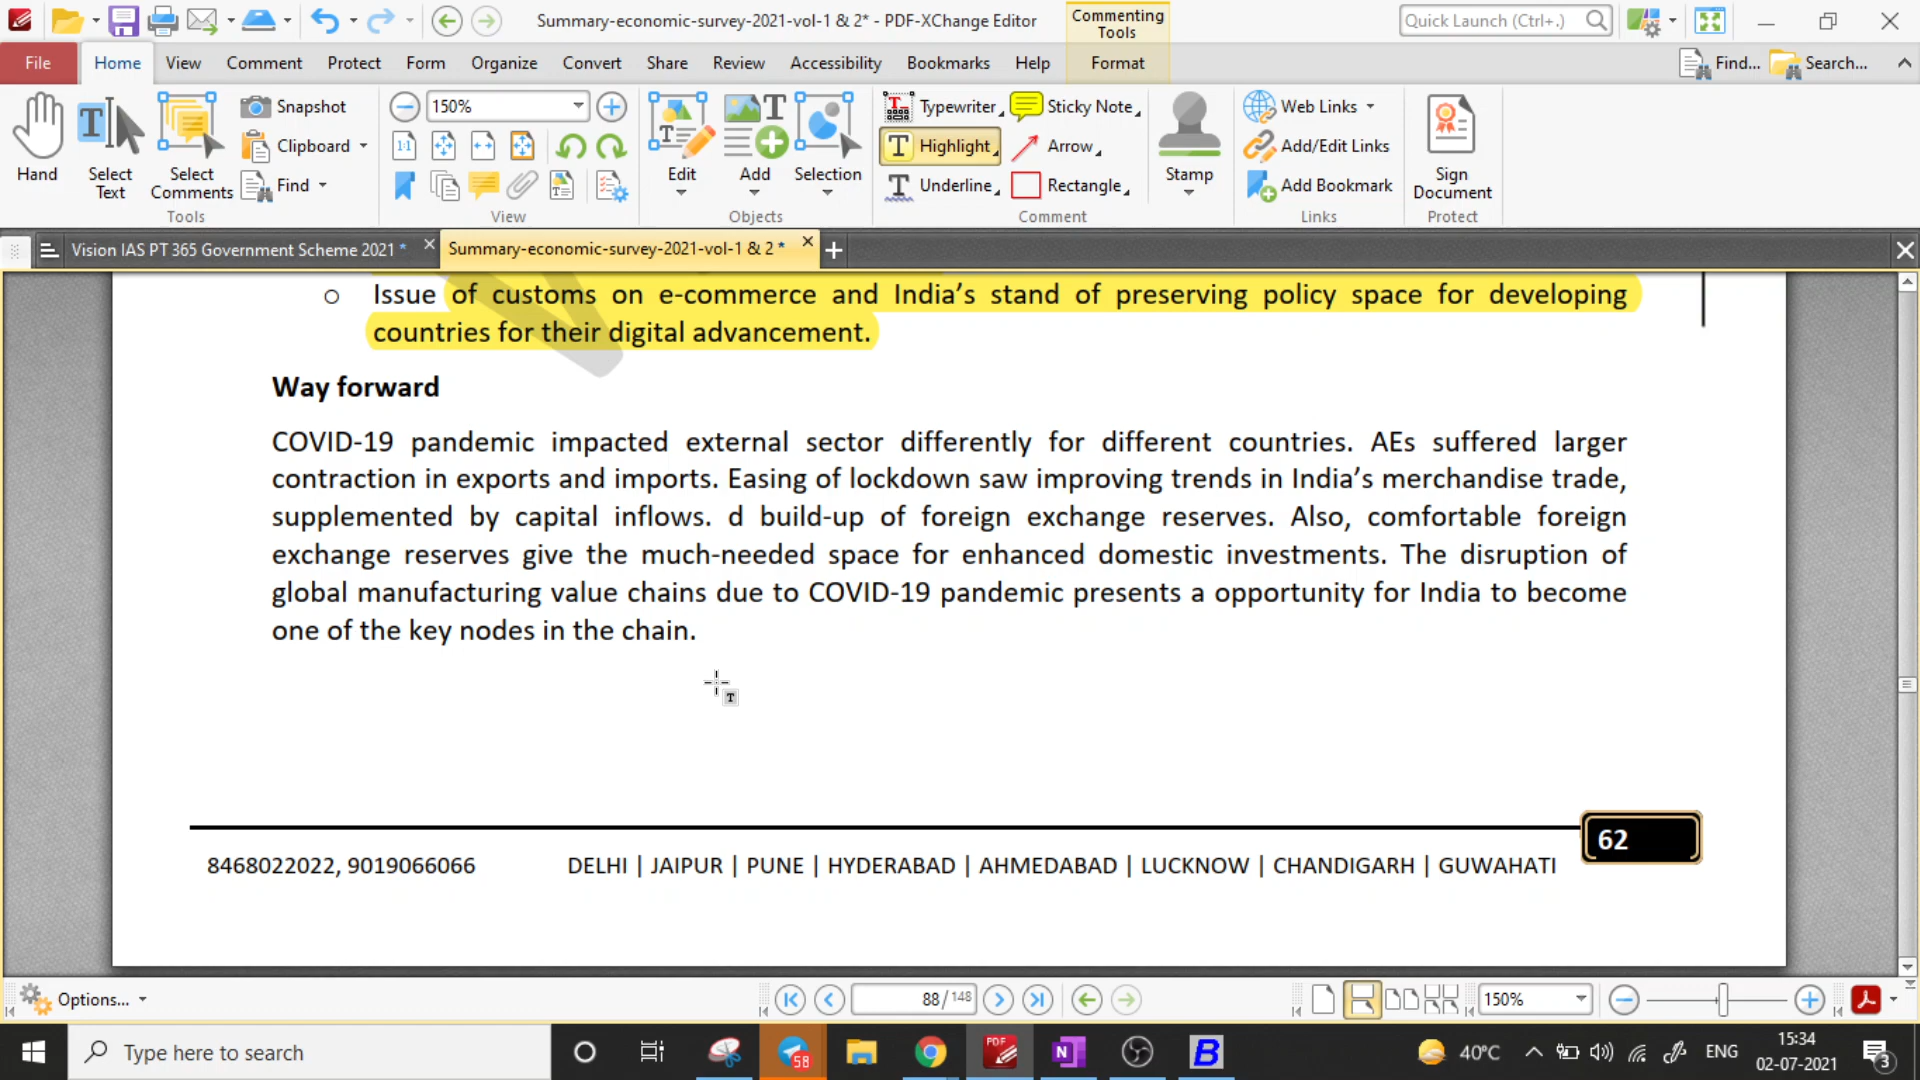 Summary-economic-survey-2021-vol-1 & 2* - PDF-XChange Editor
Commenting Tools
Quick Launch (Ctrl+.)
File Home View Comment Protect Form Organize Convert Share Review Accessibility Bookmarks Help Format Find... Search...
Hand
Select Text
Select Comments
Snapshot
Clipboard
Find
Tools
150%
1:1
View
Edit
Add
Selection
Objects
Typewriter
Highlight
Underline
Sticky Note
Arrow
Rectangle
Stamp
Comment
Web Links
Add/Edit Links
Add Bookmark
Links
Sign Document
Protect
Vision IAS PT 365 Government Scheme 2021 *
Summary-economic-survey-2021-vol-1 & 2 *
o Issue of customs on e-commerce and India’s stand of preserving policy space for developing
countries for their digital advancement.
Way forward
COVID-19 pandemic impacted external sector differently for different countries. AEs suffered larger
contraction in exports and imports. Easing of lockdown saw improving trends in India’s merchandise trade,
supplemented by capital inflows. d build-up of foreign exchange reserves. Also, comfortable foreign
exchange reserves give the much-needed space for enhanced domestic investments. The disruption of
global manufacturing value chains due to COVID-19 pandemic presents a opportunity for India to become
one of the key nodes in the chain.
62
8468022022, 9019066066 DELHI | JAIPUR | PUNE | HYDERABAD | AHMEDABAD | LUCKNOW | CHANDIGARH | GUWAHATI
Options... 88 / 148 150%
Type here to search
58
PDF
N
B
40°C
ENG
15:34
02-07-2021
3